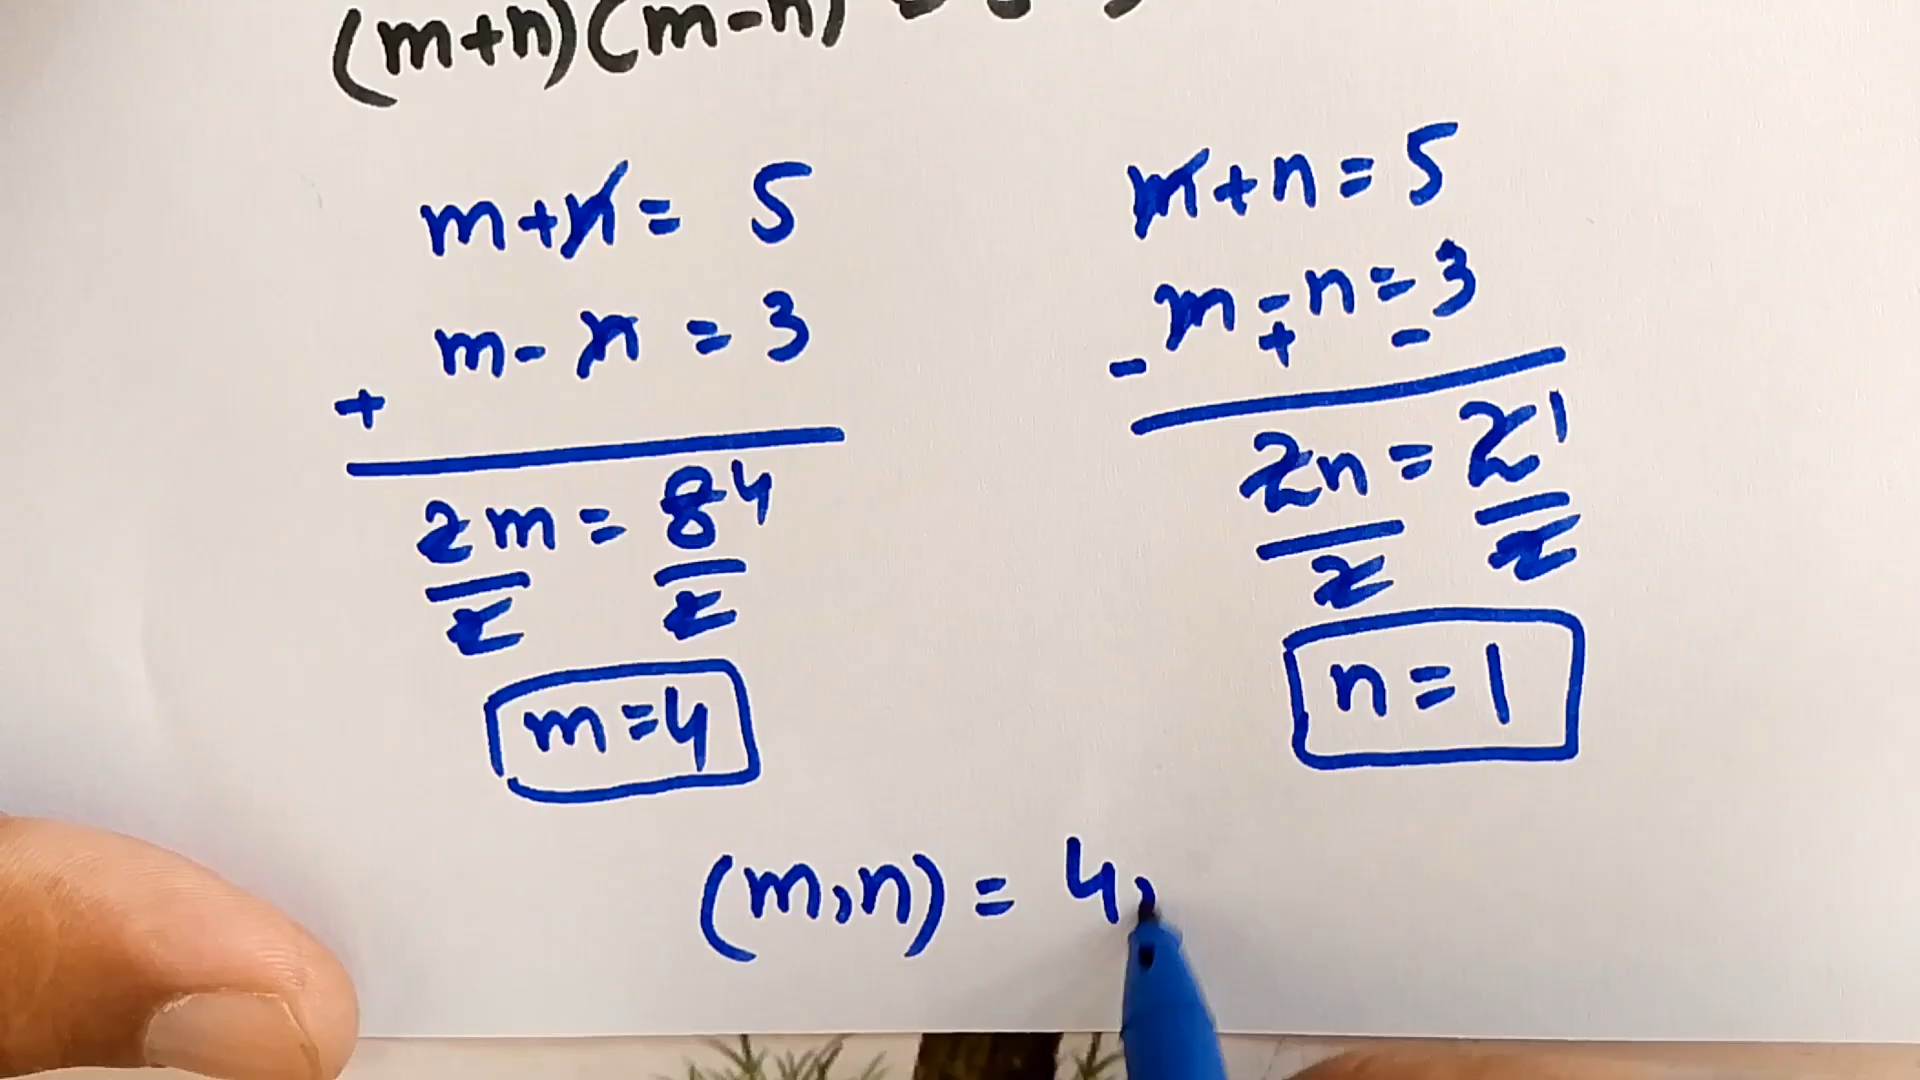 (m+n)(m-n) =
m+n = 5
m-n = 3
+
2m = 8 4
2 2
m=4
m+n=5
m-n=3
- + -
2n = 2 1
2 2
n=1
(m,n) = 4,